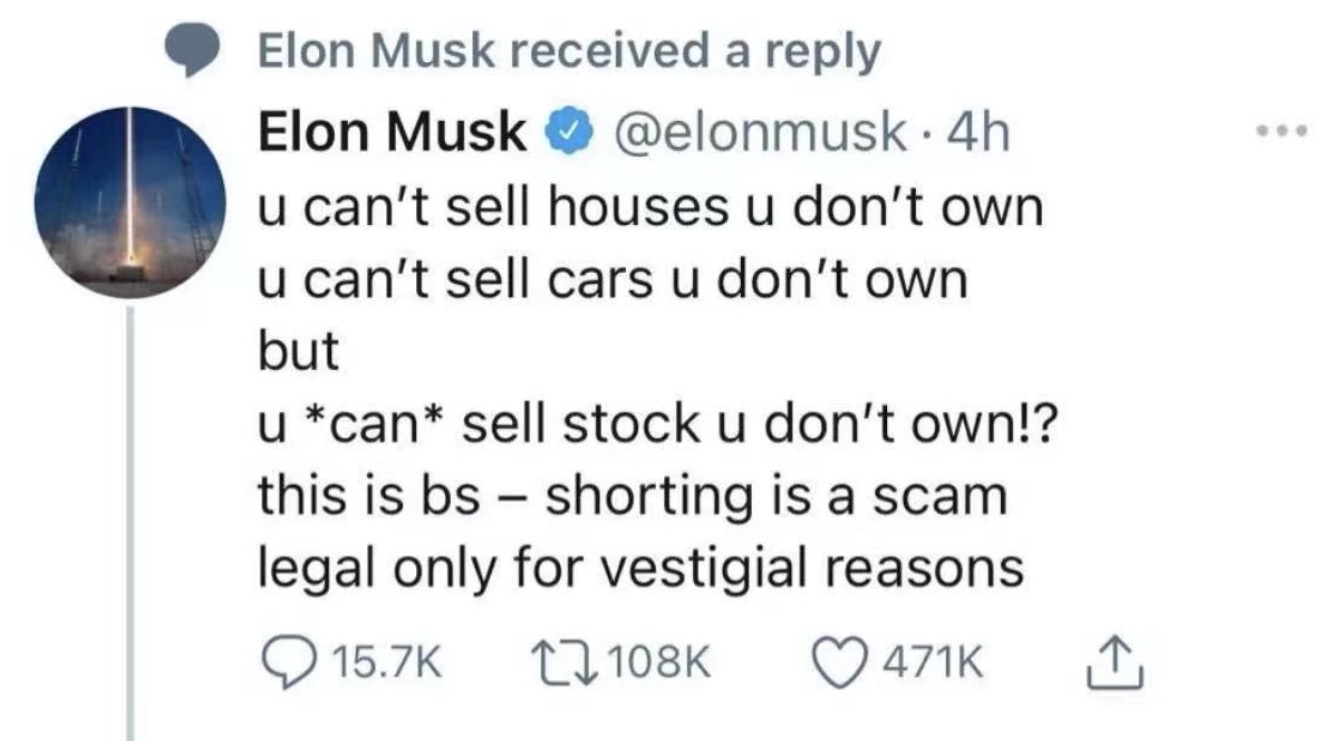 Elon Musk received a reply
Elon Musk @elonmusk · 4h
u can’t sell houses u don’t own
u can’t sell cars u don’t own
but
u *can* sell stock u don’t own!?
this is bs – shorting is a scam
legal only for vestigial reasons
15.7K 108K 471K